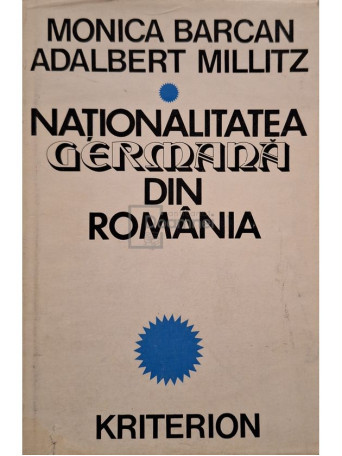 MONICA BARCAN
ADALBERT MILLITZ
NAȚIONALITATEA
GERMANĂ
DIN
ROMÂNIA
KRITERION